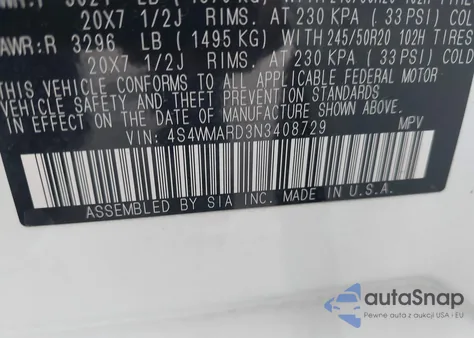 20X7 1/2J RIMS. AT 230 KPA ( 33 PSI) COLD
AWR:R 3296 LB ( 1495 KG) WITH 245/50R20 102H TIRES
20X7 1/2J RIMS. AT 230 KPA ( 33 PSI) COLD
THIS VEHICLE CONFORMS TO ALL APPLICABLE FEDERAL MOTOR
VEHICLE SAFETY AND THEFT PREVENTION STANDARDS
IN EFFECT ON THE DATE OF MANUFACTURE SHOWN ABOVE.
VIN: 4S4WMARD3N3408729 MPV
ASSEMBLED BY SIA INC. MADE IN U.S.A.
autoSnap
Pewne auta z aukcji USA - EU